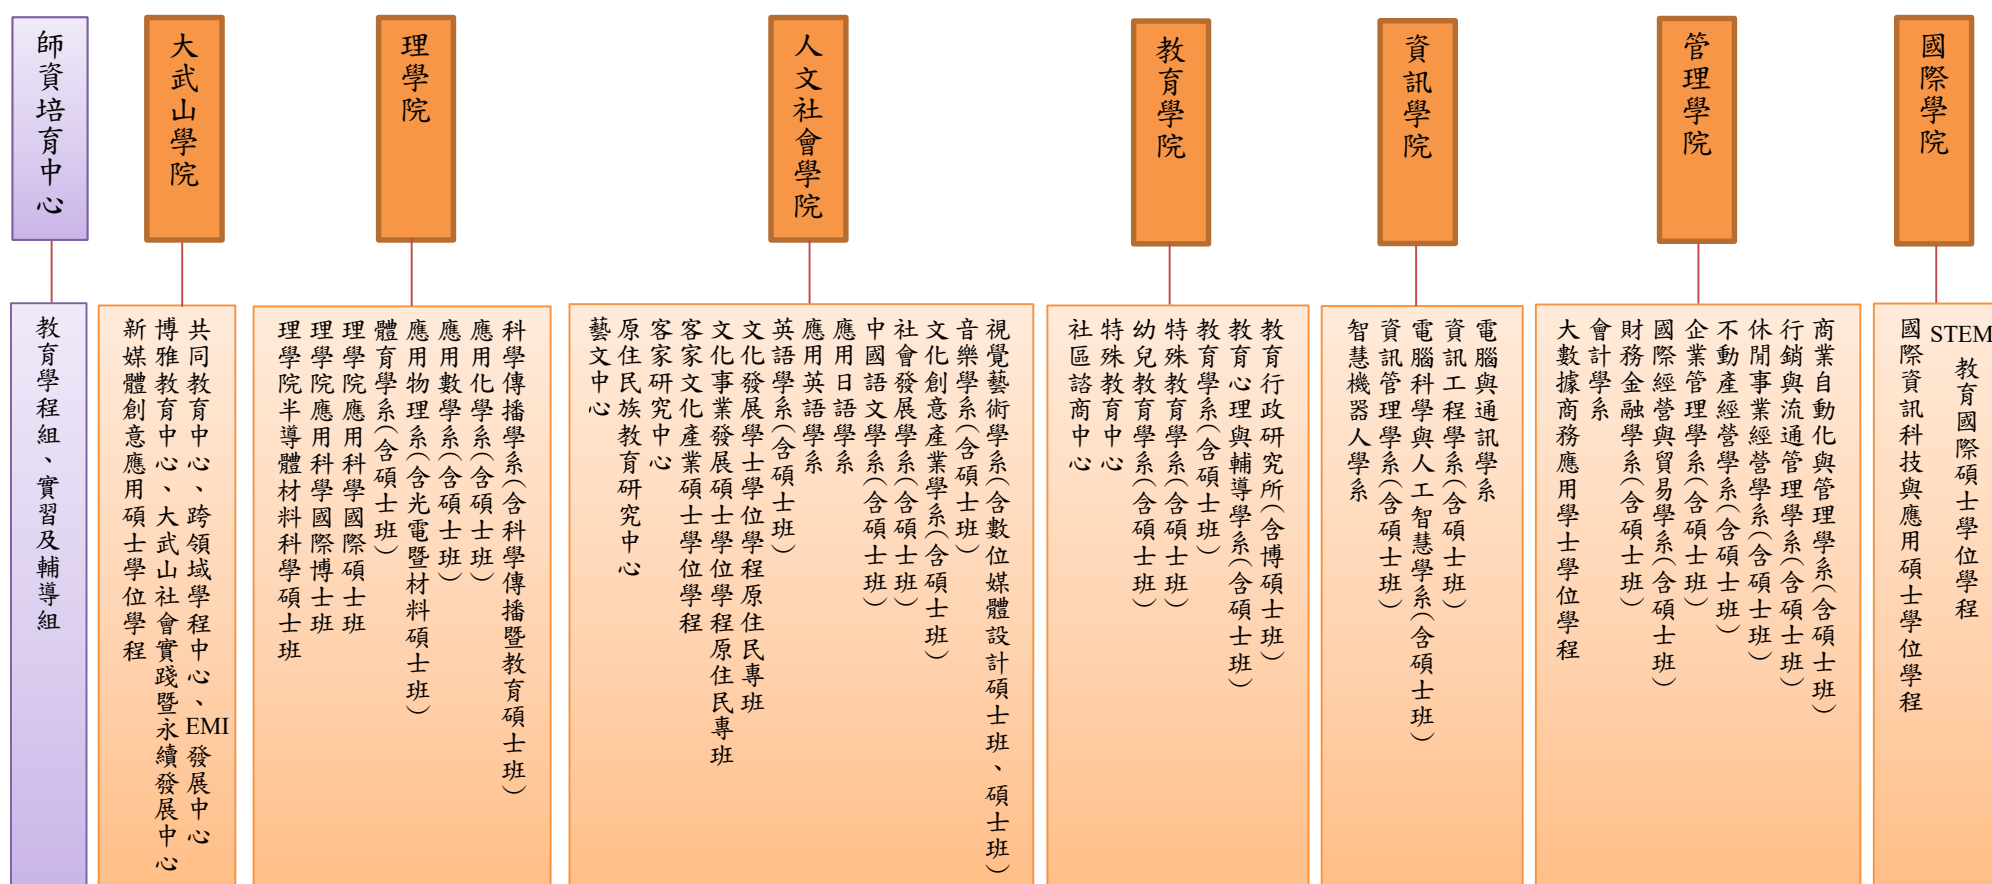 國際學院
STEM教育國際碩士學位學程
國際資訊科技與應用碩士學位學程
管理學院
商業自動化與管理學系(含碩士班)
行銷與流通管理學系(含碩士班)
休閒事業經營學系(含碩士班)
不動產經營學系(含碩士班)
企業管理學系(含碩士班)
國際經營與貿易學系(含碩士班)
財務金融學系(含碩士班)
會計學系
大數據商務應用學士學位學程
資訊學院
電腦與通訊學系
資訊工程學系(含碩士班)
電腦科學與人工智慧學系(含碩士班)
資訊管理學系(含碩士班)
智慧機器人學系
教育學院
教育行政研究所(含博碩士班)
教育心理與輔導學系(含碩士班)
教育學系(含碩士班)
特殊教育學系(含碩士班)
幼兒教育學系(含碩士班)
特殊教育中心
社區諮商中心
人文社會學院
視覺藝術學系(含數位媒體設計碩士班、碩士班)
音樂學系(含碩士班)
文化創意產業學系(含碩士班)
社會發展學系(含碩士班)
中國語文學系(含碩士班)
應用日語學系
應用英語學系
英語學系(含碩士班)
文化發展學士學位學程原住民專班
文化事業發展碩士學位學程原住民專班
客家文化產業碩士學位學程
客家研究中心
原住民族教育研究中心
藝文中心
理學院
科學傳播學系(含科學傳播暨教育碩士班)
應用化學系(含碩士班)
應用數學系(含碩士班)
應用物理系(含光電暨材料碩士班)
體育學系(含碩士班)
理學院應用科學國際碩士班
理學院應用科學國際博士班
理學院半導體材料科學碩士班
大武山學院
共同教育中心、跨領域學程中心、EMI發展中心
博雅教育中心、大武山社會實踐暨永續發展中心
新媒體創意應用碩士學位學程
師資培育中心
教育學程組、實習及輔導組